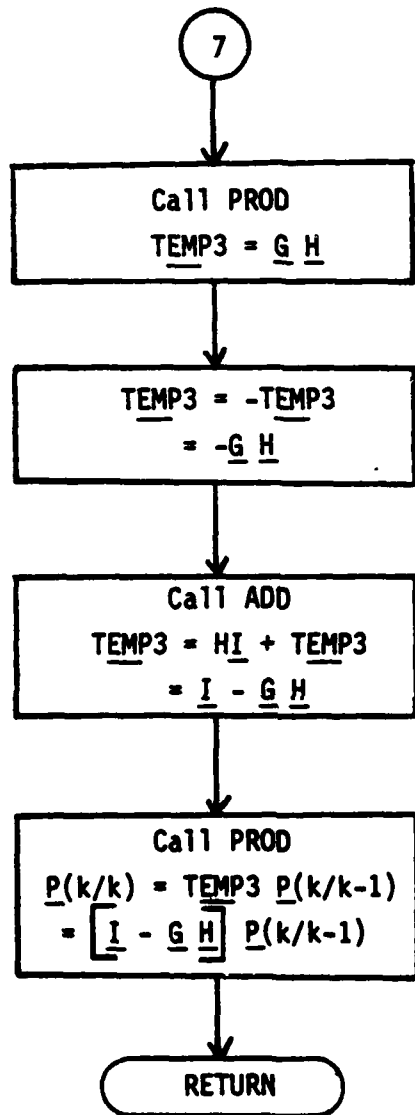 7
Call PROD
TEMP3 = G H
TEMP3 = -TEMP3
= -G H
Call ADD
TEMP3 = HI + TEMP3
= I - G H
Call PROD
P(k/k) = TEMP3 P(k/k-1)
= [I - G H] P(k/k-1)
RETURN